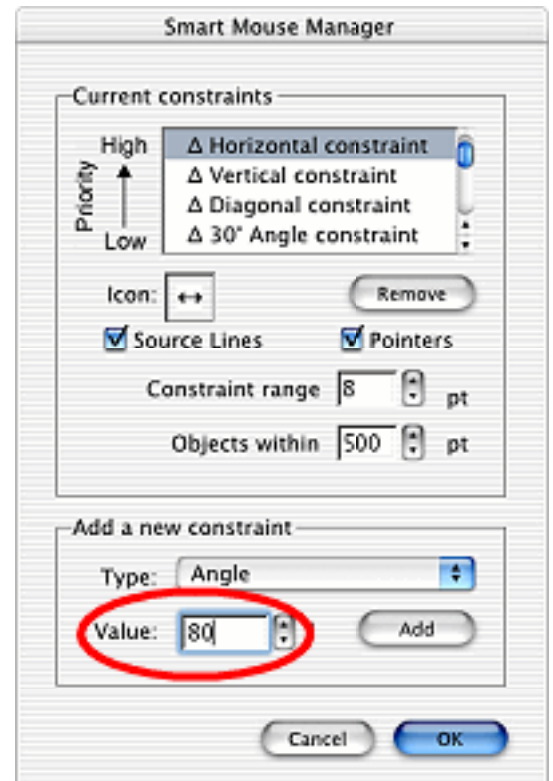 Smart Mouse Manager
Current constraints
Priority
High
Low
Δ Horizontal constraint
Δ Vertical constraint
Δ Diagonal constraint
Δ 30° Angle constraint
Icon:
Remove
Source Lines
Pointers
Constraint range 8 pt
Objects within 500 pt
Add a new constraint
Type: Angle
Value: 80
Add
Cancel OK